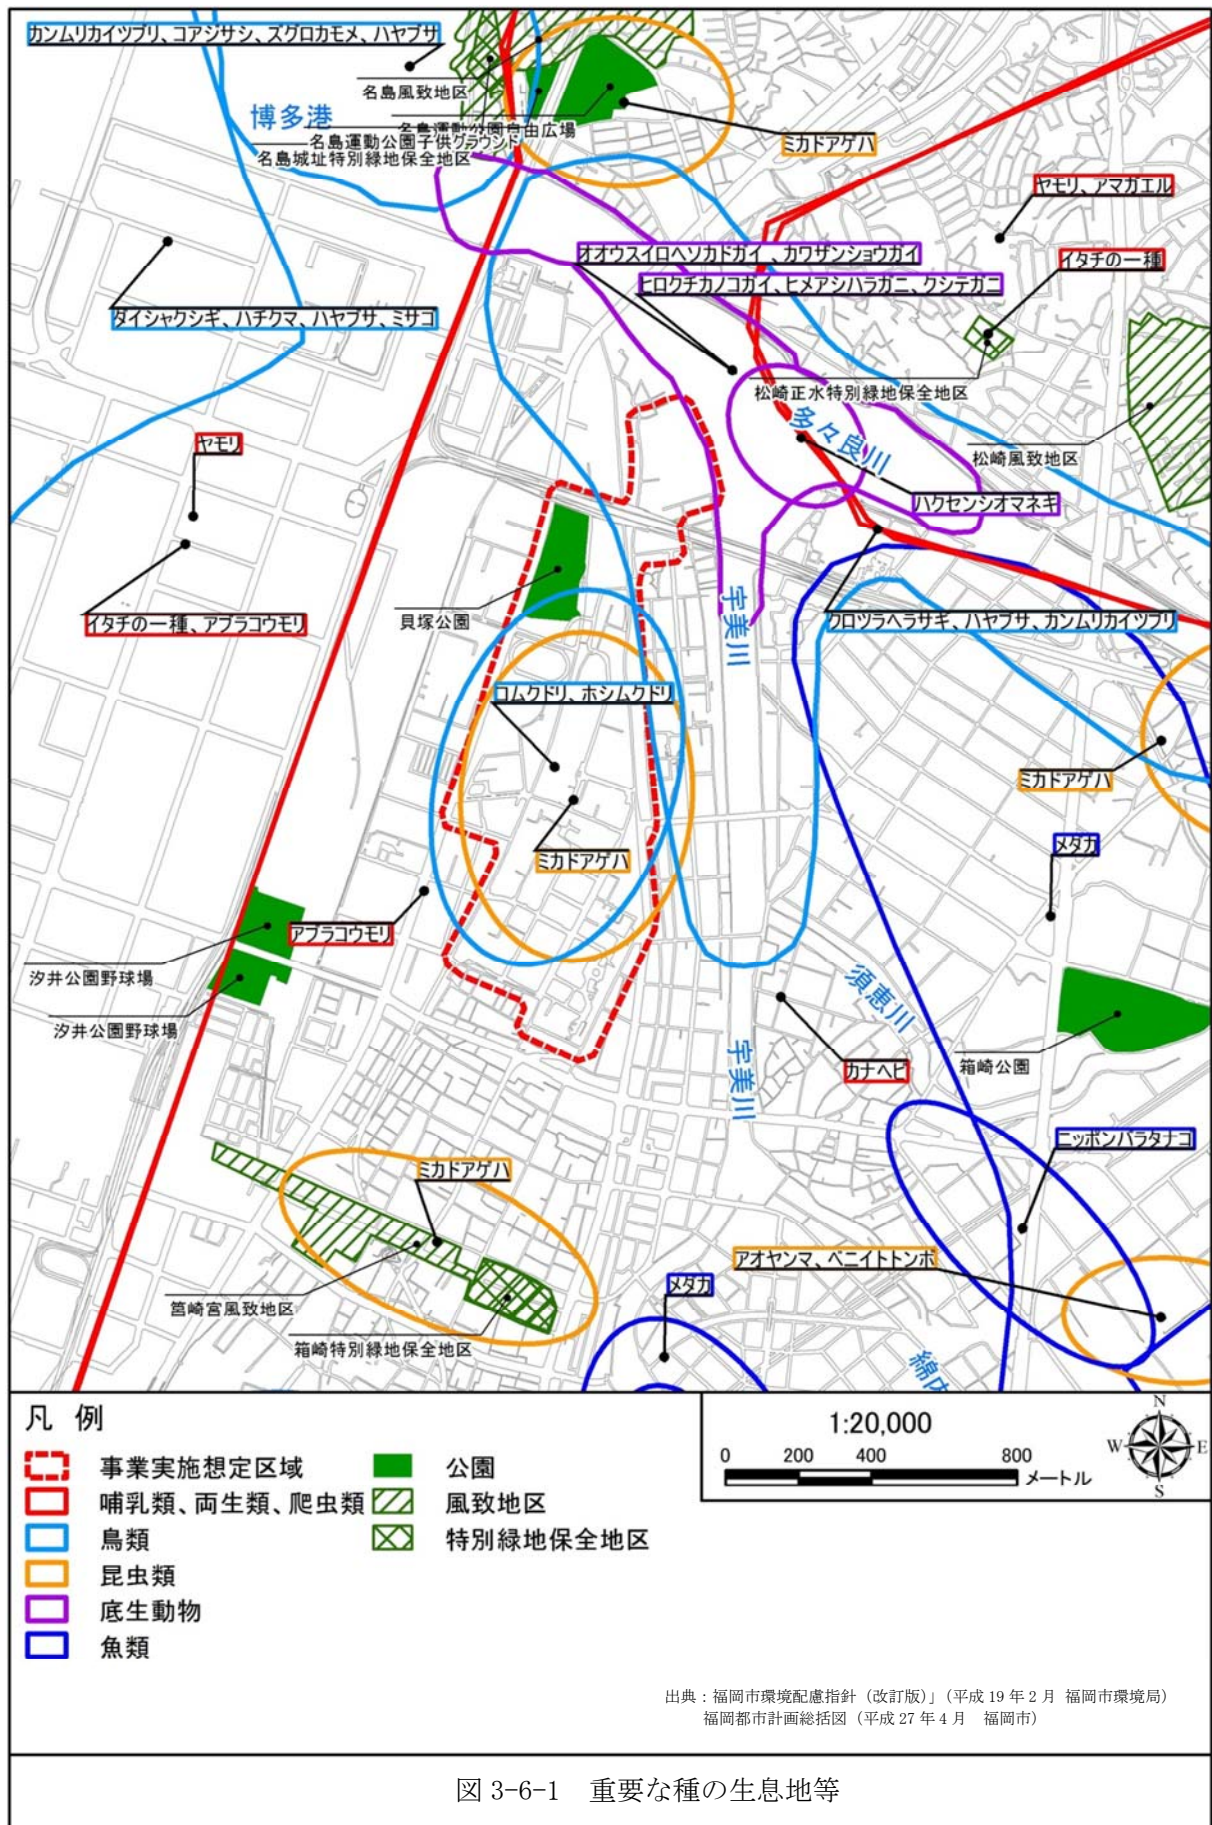 カンムリカイツブリ、コアジサシ、ズグロカモメ、ハヤブサ
名島風致地区
博多港
名島運動公園自由広場
名島運動公園子供グラウンド
名島城址特別緑地保全地区
ミカドアゲハ
ヤモリ、アマガエル
オオウスイロヘソカドガイ、カワザンショウガイ
イタチの一種
ヒロクチカノコガイ、ヒメアシハラガニ、クシテガニ
ダイシャクシギ、ハチクマ、ハヤブサ、ミサゴ
松崎正水特別緑地保全地区
多々良川
松崎風致地区
ヤモリ
ハクセンシオマネキ
イタチの一種、アブラコウモリ
貝塚公園
宇美川
クロツラヘラサギ、ハヤブサ、カンムリカイツブリ
コムクドリ、ホシムクドリ
ミカドアゲハ
ミカドアゲハ
メダカ
アブラコウモリ
汐井公園野球場
汐井公園野球場
須恵川
宇美川
カナヘビ
箱崎公園
ニッポンバラタナコ
ミカドアゲハ
アオヤンマ、ベニイトトンボ
メダカ
筥崎宮風致地区
箱崎特別緑地保全地区
綿内
凡 例
事業実施想定区域
哺乳類、両生類、爬虫類
鳥類
昆虫類
底生動物
魚類
公園
風致地区
特別緑地保全地区
1:20,000
0 200 400 800
メートル
N
W E
S
出典：福岡市環境配慮指針（改訂版）」（平成 19 年 2 月 福岡市環境局）
福岡都市計画総括図（平成 27 年 4 月 福岡市）
図 3-6-1 重要な種の生息地等